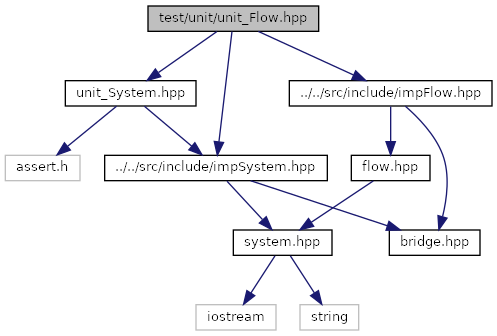 test/unit/unit_Flow.hpp
unit_System.hpp
../../src/include/impFlow.hpp
assert.h
../../src/include/impSystem.hpp
flow.hpp
system.hpp
bridge.hpp
iostream
string